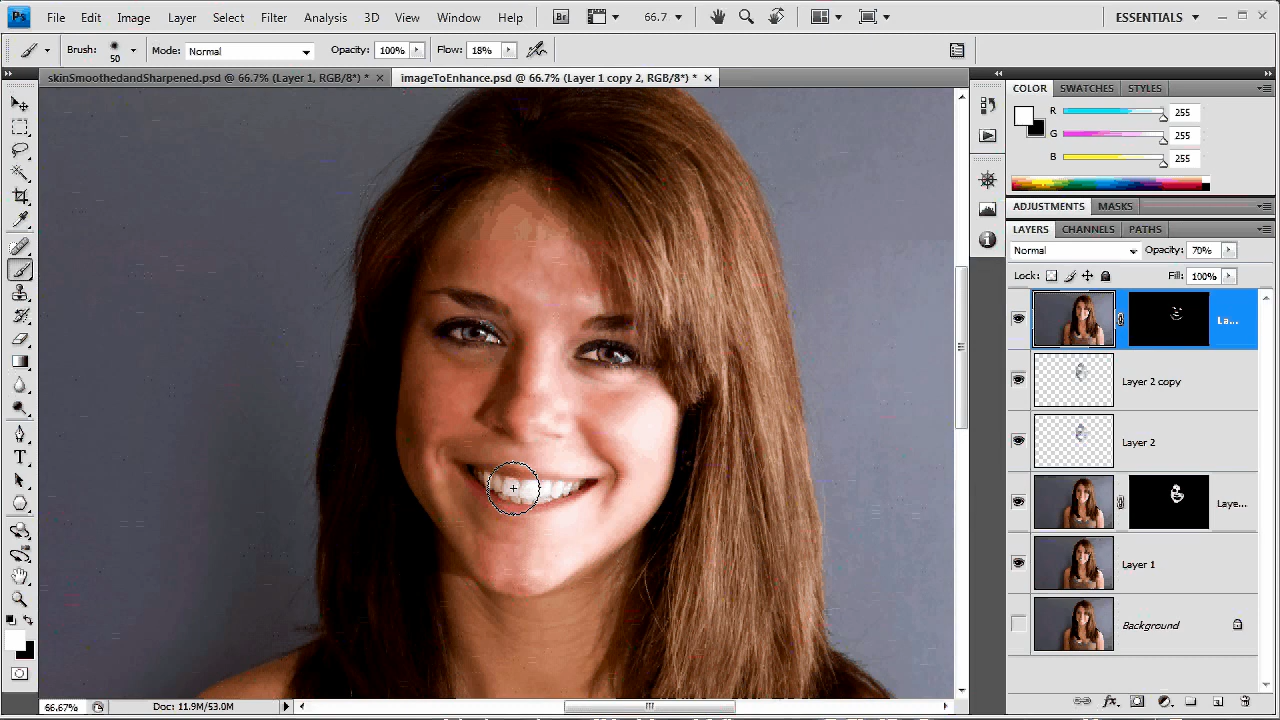 Ps File Edit Image Layer Select Filter Analysis 3D View Window Help Br 66.7 ESSENTIALS
Brush: 50 Mode: Normal Opacity: 100% Flow: 18%
skinSmoothedandSharpened.psd @ 66.7% (Layer 1, RGB/8*) * imageToEnhance.psd @ 66.7% (Layer 1 copy 2, RGB/8*) *
COLOR SWATCHES STYLES
R 255
G 255
B 255
ADJUSTMENTS MASKS
LAYERS CHANNELS PATHS
Normal Opacity: 70%
Lock: Fill: 100%
La...
Layer 2 copy
Layer 2
Laye...
Layer 1
Background
T
66.67% Doc: 11.9M/53.0M